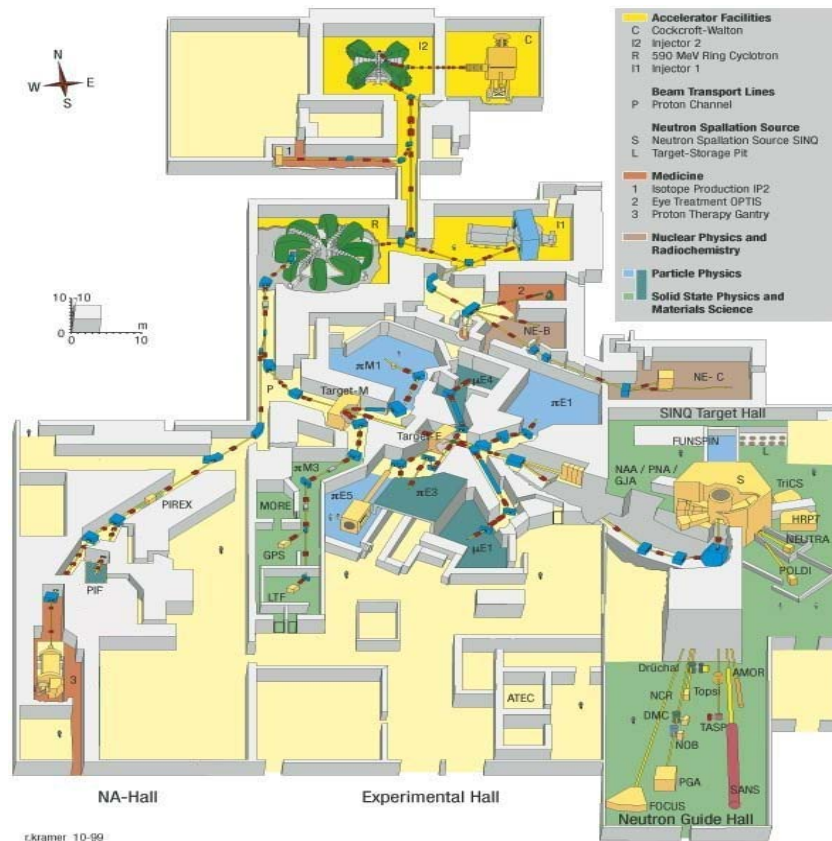 N
W E
S
I2
C
1
R
I1
2
NE-B
NE- C
10 10
0 m
10
πM1
μE4
πE1
P
Target-M
Target-E
πM3
πE5
πE3
μE1
MORE
GPS
LTF
PIREX
PIF
3
ATEC
SINQ Target Hall
FUNSPIN
L
NAA / PNA /
GJA
S
TriCS
HRPT
NEUTRA
POLDI
Drüchal
AMOR
NCR
Topsi
DMC
TASP
NOB
PGA
SANS
FOCUS
Neutron Guide Hall
NA-Hall
Experimental Hall
r.kramer 10-99
Accelerator Facilities
C Cockcroft-Walton
I2 Injector 2
R 590 MeV Ring Cyclotron
I1 Injector 1
Beam Transport Lines
P Proton Channel
Neutron Spallation Source
S Neutron Spallation Source SINQ
L Target-Storage Pit
Medicine
1 Isotope Production IP2
2 Eye Treatment OPTIS
3 Proton Therapy Gantry
Nuclear Physics and
Radiochemistry
Particle Physics
Solid State Physics and
Materials Science